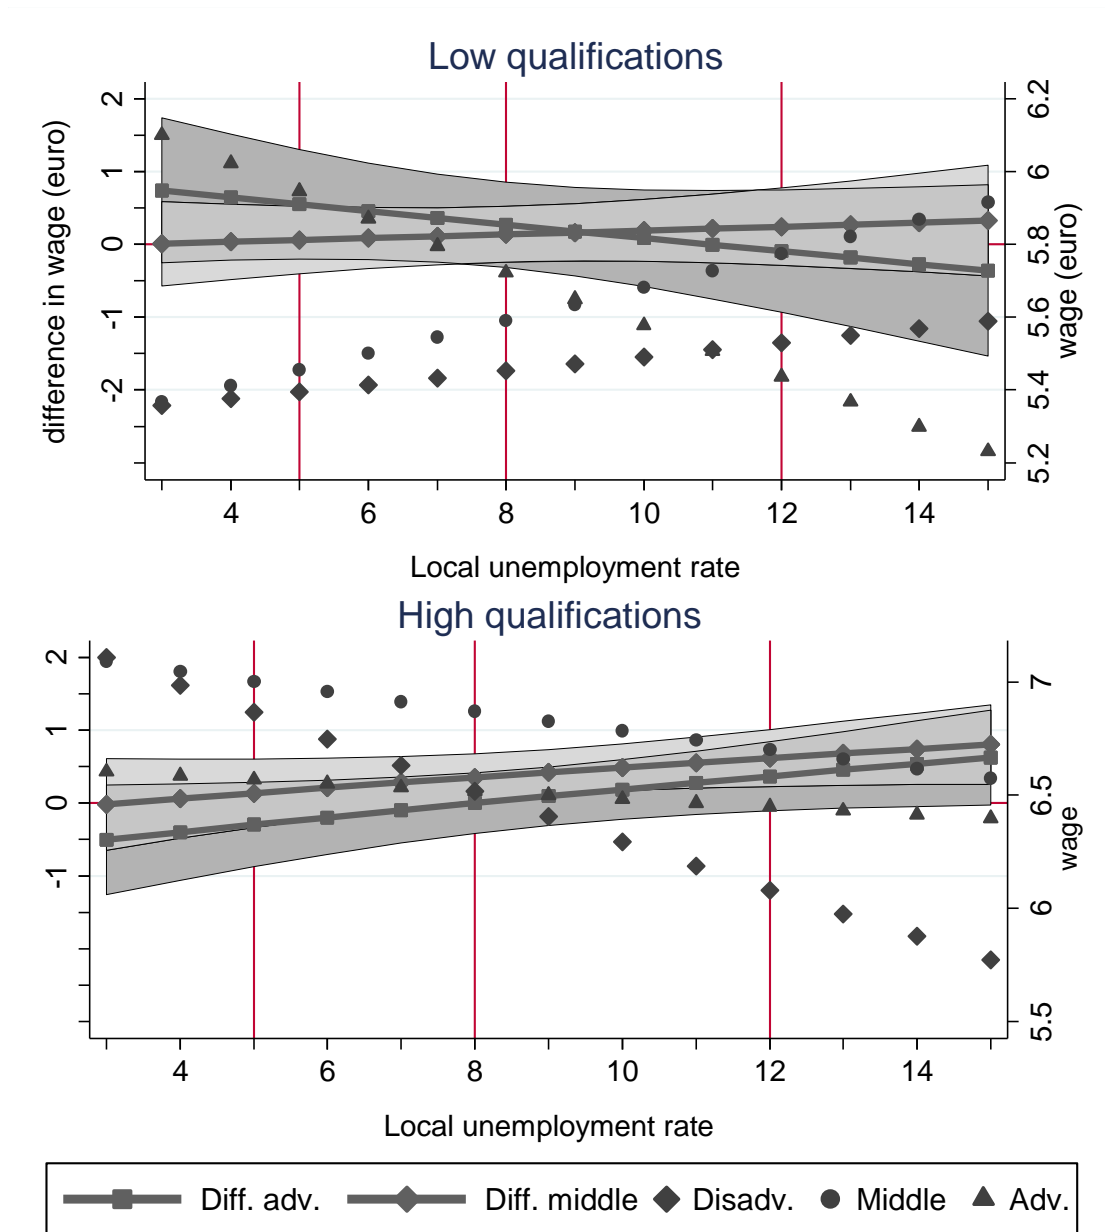 Low qualifications
difference in wage (euro)
2
1
0
-1
-2
6.2
6
5.8
5.6
5.4
5.2
wage (euro)
4 6 8 10 12 14
Local unemployment rate
High qualifications
2
1
0
-1
7
6.5
6
5.5
wage
4 6 8 10 12 14
Local unemployment rate
Diff. adv. Diff. middle Disadv. Middle Adv.